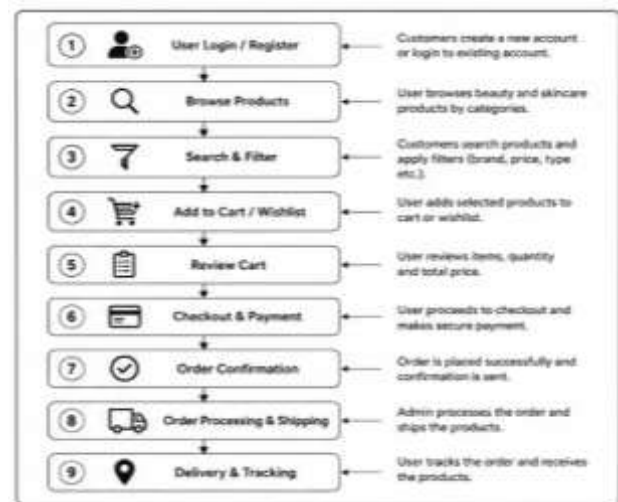 1 User Login / Register
Customers create a new account
or login to existing account.
2 Browse Products
User browses beauty and skincare
products by categories.
3 Search & Filter
Customers search products and
apply filters (brand, price, type
etc.).
4 Add to Cart / Wishlist
User adds selected products to
cart or wishlist.
5 Review Cart
User reviews items, quantity
and total price.
6 Checkout & Payment
User proceeds to checkout and
makes secure payment.
7 Order Confirmation
Order is placed successfully and
confirmation is sent.
8 Order Processing & Shipping
Admin processes the order and
ships the products.
9 Delivery & Tracking
User tracks the order and receives
the products.